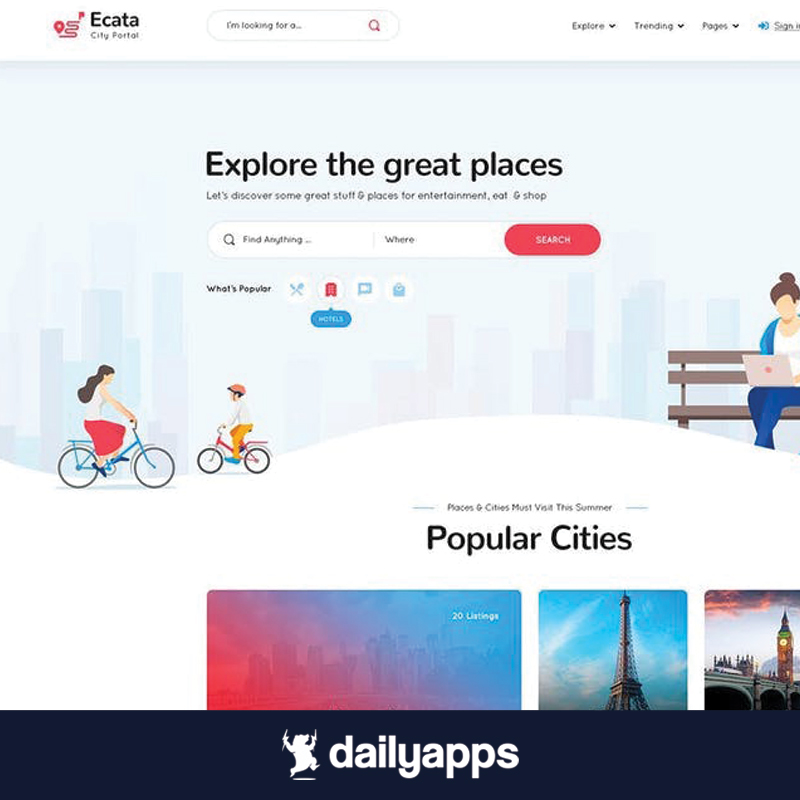 Ecata
City Portal
I'm looking for a...
Explore
Trending
Pages
Sign i
Explore the great places
Let's discover some great stuff & places for entertainment, eat & shop
Find Anything ...
Where
SEARCH
What's Popular
HOTELS
Places & Cities Must Visit This Summer
Popular Cities
20 Listings
dailyapps